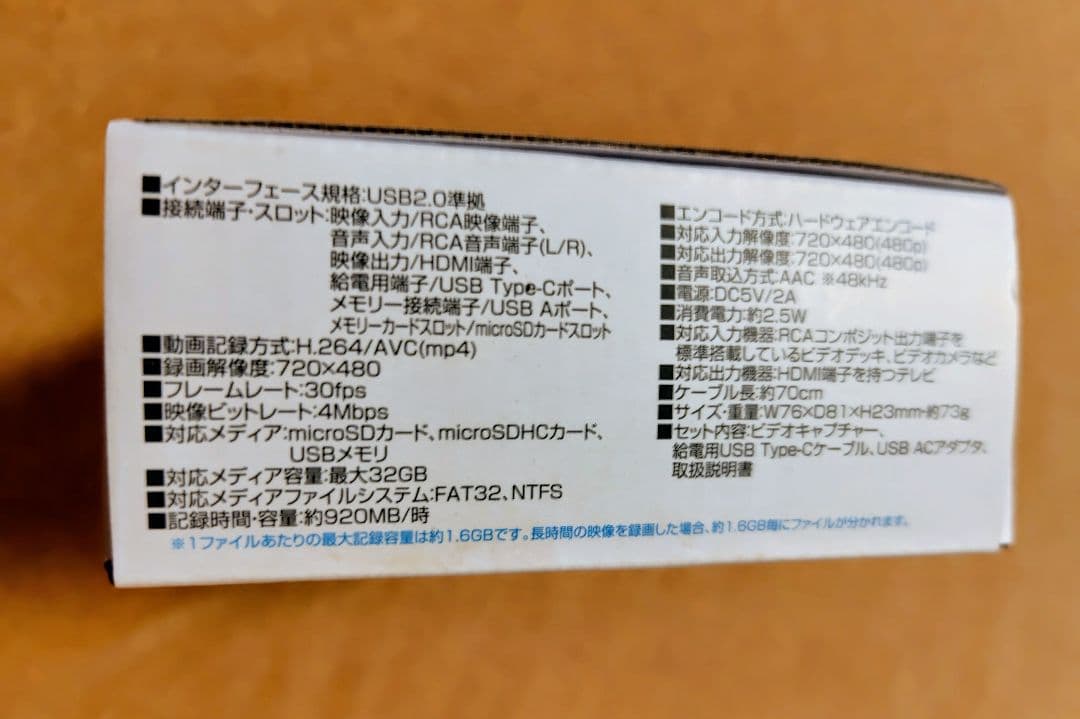 ■インターフェース規格:USB2.0準拠
■接続端子・スロット:映像入力/RCA映像端子、
音声入力/RCA音声端子(L/R)、
映像出力/HDMI端子、
給電用端子/USB Type-Cポート、
メモリー接続端子/USB Aポート、
メモリーカードスロット/microSDカードスロット
■動画記録方式:H.264/AVC(mp4)
■録画解像度:720×480
■フレームレート:30fps
■映像ビットレート:4Mbps
■対応メディア:microSDカード、microSDHCカード、
USBメモリ
■対応メディア容量:最大32GB
■対応メディアファイルシステム:FAT32、NTFS
■記録時間・容量:約920MB/時
※1ファイルあたりの最大記録容量は約1.6GBです。長時間の映像を録画した場合、約1.6GB毎にファイルが分かれます。
■エンコード方式:ハードウェアエンコード
■対応入力解像度:720×480(480p)
■対応出力解像度:720×480(480p)
■音声取込方式:AAC ※48kHz
■電源:DC5V/2A
■消費電力:約2.5W
■対応入力機器:RCAコンポジット出力端子を
標準搭載しているビデオデッキ、ビデオカメラなど
■対応出力機器:HDMI端子を持つテレビ
■ケーブル長:約70cm
■サイズ・重量:W76×D81×H23mm・約73g
■セット内容:ビデオキャプチャー、
給電用USB Type-Cケーブル、USB ACアダプタ、
取扱説明書